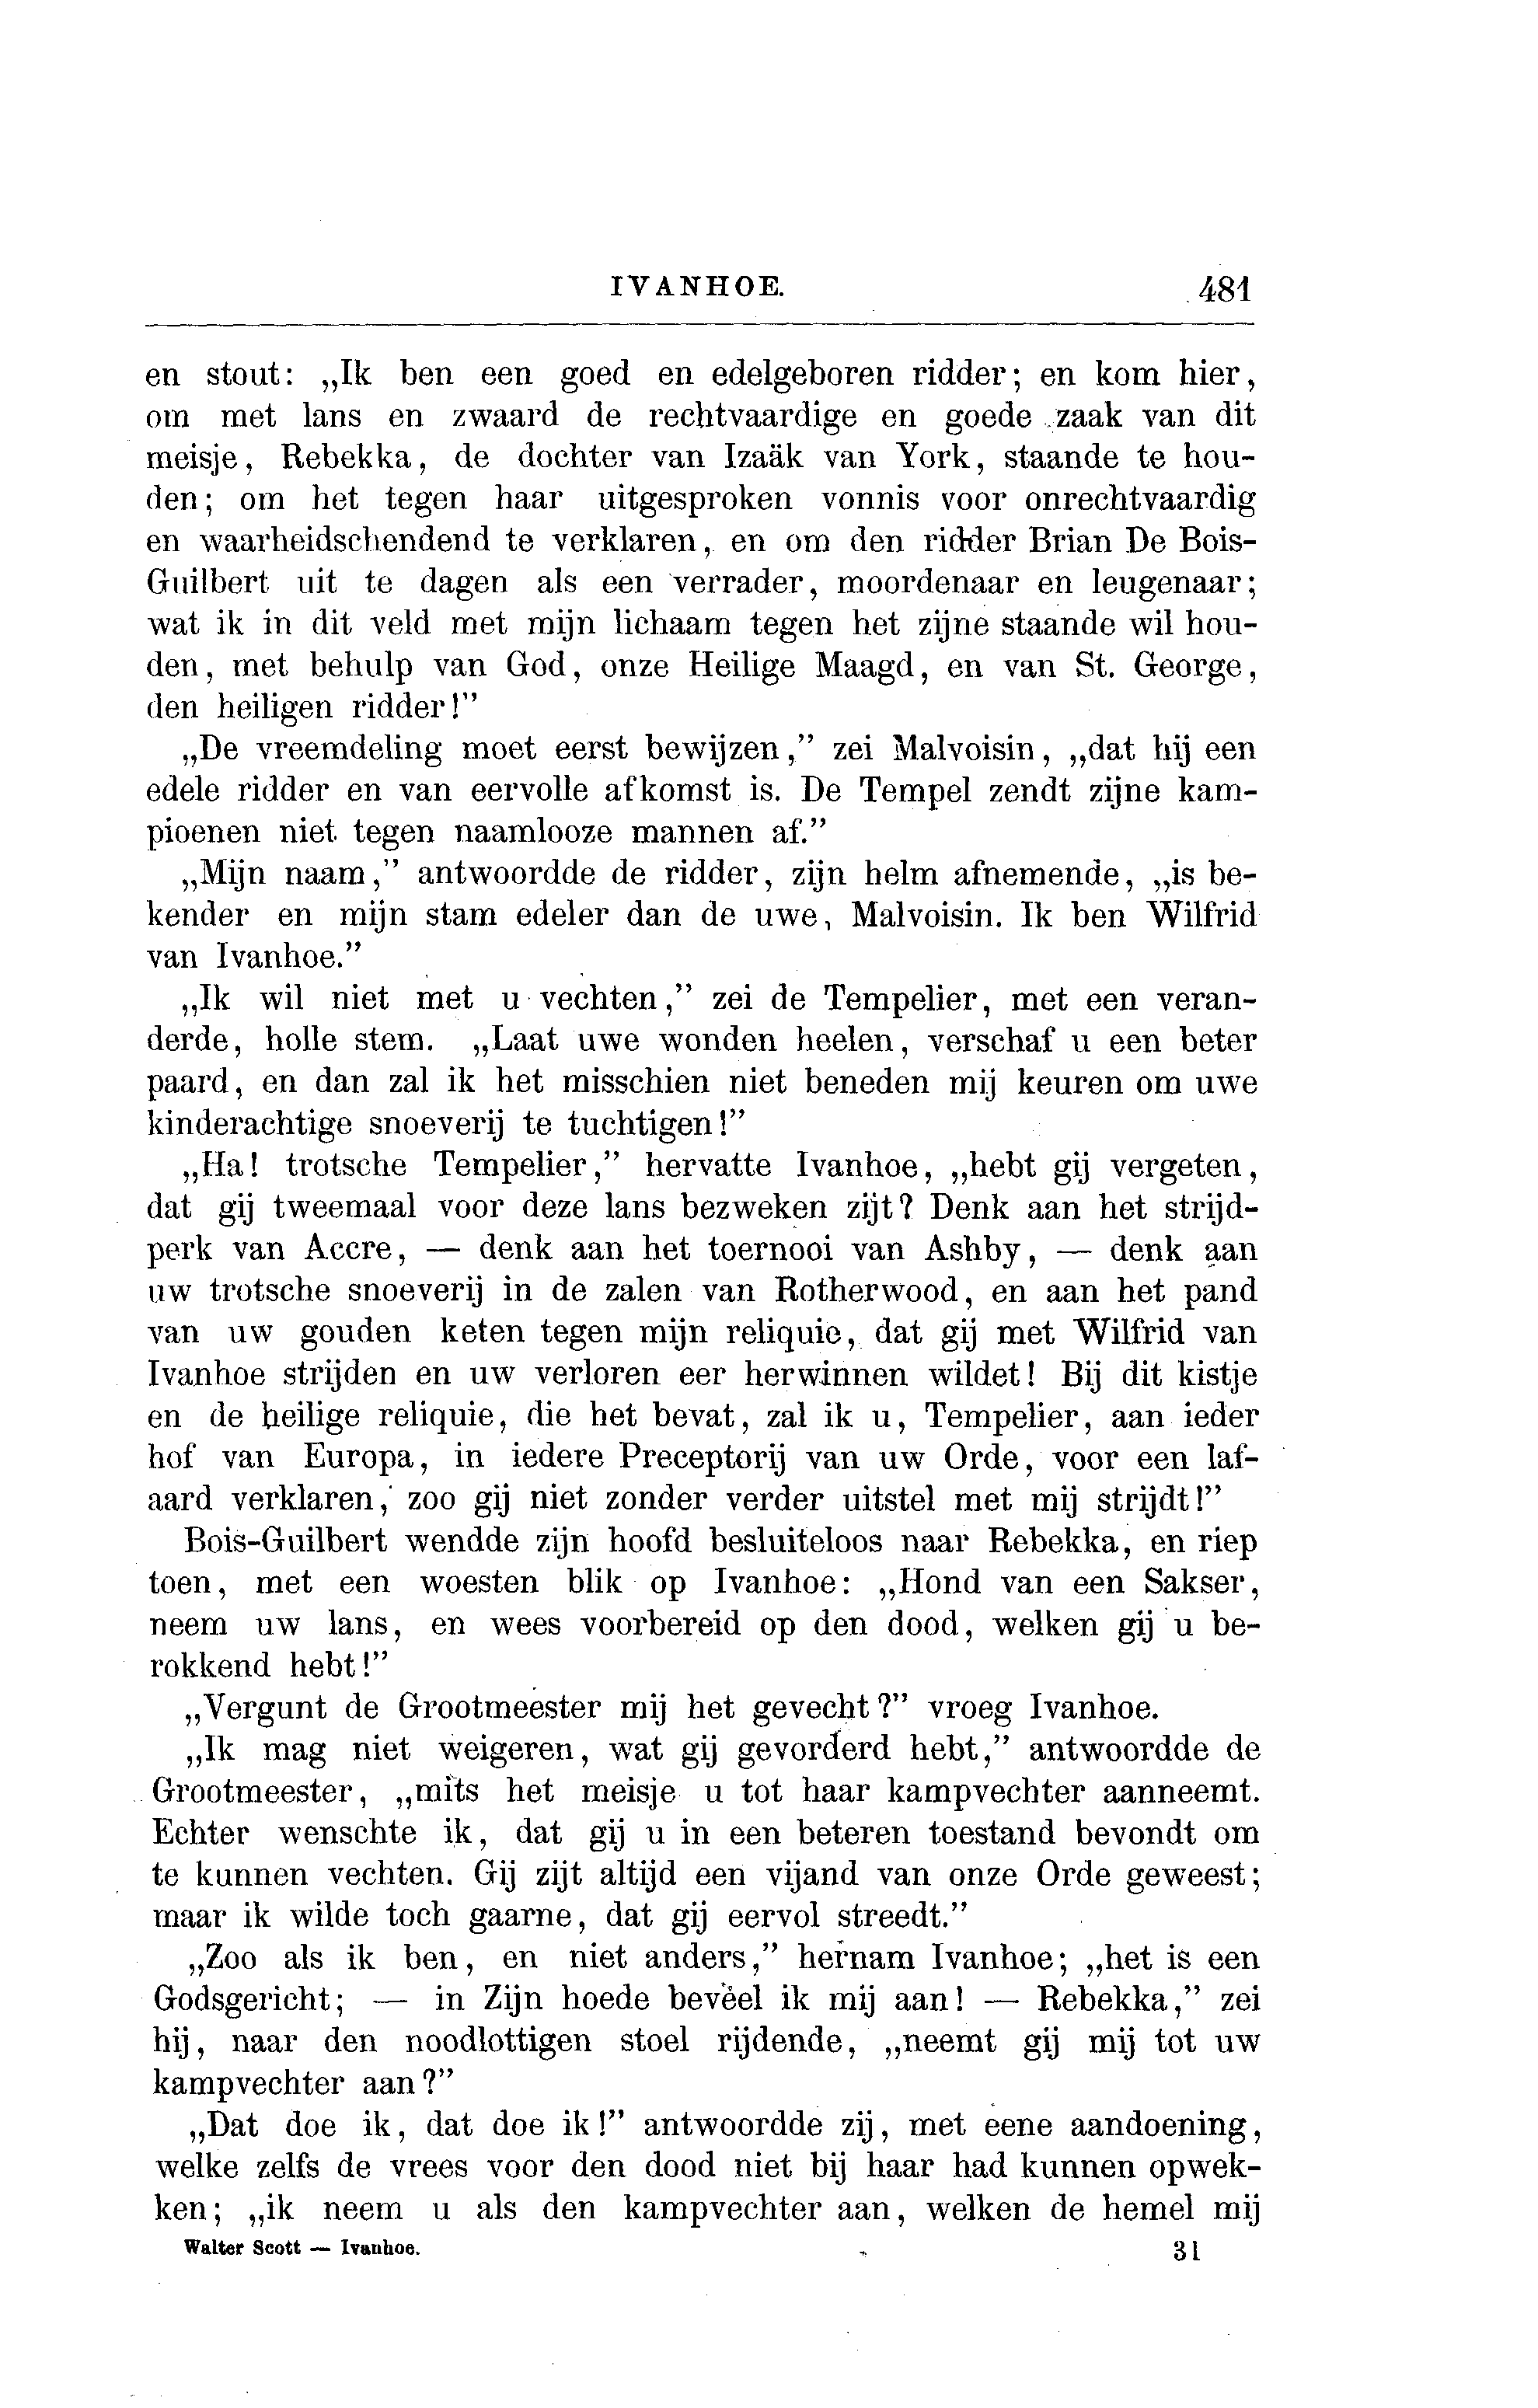 IVANHOE. 481
en stout: „Ik ben een goed en edelgeboren ridder; en kom hier,
om met lans en zwaard de rechtvaardige en goede zaak van dit
meisje, Rebekka, de dochter van Izaäk van York, staande te hou-
den; om het tegen haar uitgesproken vonnis voor onrechtvaardig
en waarheidschendend te verklaren, en om den ridder Brian De Bois-
Guilbert uit te dagen als een verrader, moordenaar en leugenaar;
wat ik in dit veld met mijn lichaam tegen het zijne staande wil hou-
den, met behulp van God, onze Heilige Maagd, en van St. George,
den heiligen ridder!”
„De vreemdeling moet eerst bewijzen,” zei Malvoisin, „dat hij een
edele ridder en van eervolle afkomst is. De Tempel zendt zijne kam-
pioenen niet tegen naamlooze mannen af.”
„Mijn naam,” antwoordde de ridder, zijn helm afnemende, „is be-
kender en mijn stam edeler dan de uwe, Malvoisin. Ik ben Wilfrid
van Ivanhoe.”
„Ik wil niet met u vechten,” zei de Tempelier, met een veran-
derde, holle stem. „Laat uwe wonden heelen, verschaf u een beter
paard, en dan zal ik het misschien niet beneden mij keuren om uwe
kinderachtige snoeverij te tuchtigen!”
„Ha! trotsche Tempelier,” hervatte Ivanhoe, „hebt gij vergeten,
dat gij tweemaal voor deze lans bezweken zijt? Denk aan het strijd-
perk van Accre, — denk aan het toernooi van Ashby, — denk aan
uw trotsche snoeverij in de zalen van Rotherwood, en aan het pand
van uw gouden keten tegen mijn reliquie, dat gij met Wilfrid van
Ivanhoe strijden en uw verloren eer herwinnen wildet! Bij dit kistje
en de heilige reliquie, die het bevat, zal ik u, Tempelier, aan ieder
hof van Europa, in iedere Preceptorij van uw Orde, voor een laf-
aard verklaren, zoo gij niet zonder verder uitstel met mij strijdt!”
Bois-Guilbert wendde zijn hoofd besluiteloos naar Rebekka, en riep
toen, met een woesten blik op Ivanhoe: „Hond van een Sakser,
neem uw lans, en wees voorbereid op den dood, welken gij u be-
rokkend hebt!”
„Vergunt de Grootmeester mij het gevecht?” vroeg Ivanhoe.
„Ik mag niet weigeren, wat gij gevorderd hebt,” antwoordde de
Grootmeester, „mits het meisje u tot haar kampvechter aanneemt.
Echter wenschte ik, dat gij u in een beteren toestand bevondt om
te kunnen vechten. Gij zijt altijd een vijand van onze Orde geweest;
maar ik wilde toch gaarne, dat gij eervol streedt.”
„Zoo als ik ben, en niet anders,” hernam Ivanhoe; „het is een
Godsgericht; — in Zijn hoede beveel ik mij aan! — Rebekka,” zei
hij, naar den noodlottigen stoel rijdende, „neemt gij mij tot uw
kampvechter aan?”
„Dat doe ik, dat doe ik!” antwoordde zij, met eene aandoening,
welke zelfs de vrees voor den dood niet bij haar had kunnen opwek-
ken; „ik neem u als den kampvechter aan, welken de hemel mij
Walter Scott — Ivanhoe. 31